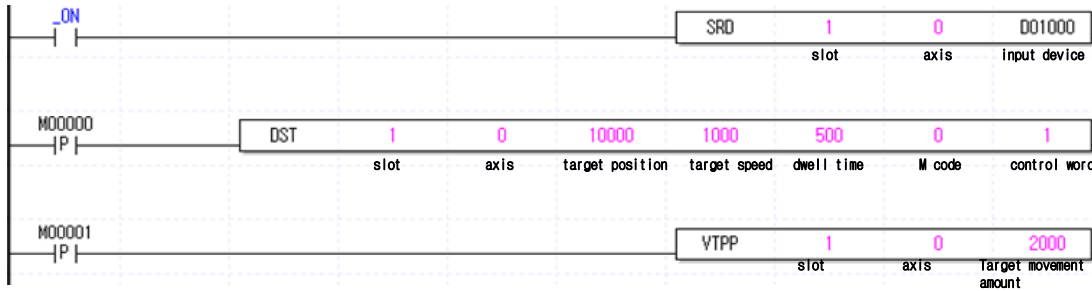 _ON
SRD 1 0 D01000
slot axis input device
M00000
P
DST 1 0 10000 1000 500 0 1
slot axis target position target speed dwell time M code control word
M00001
P
VTPP 1 0 2000
slot axis Target movement
amount